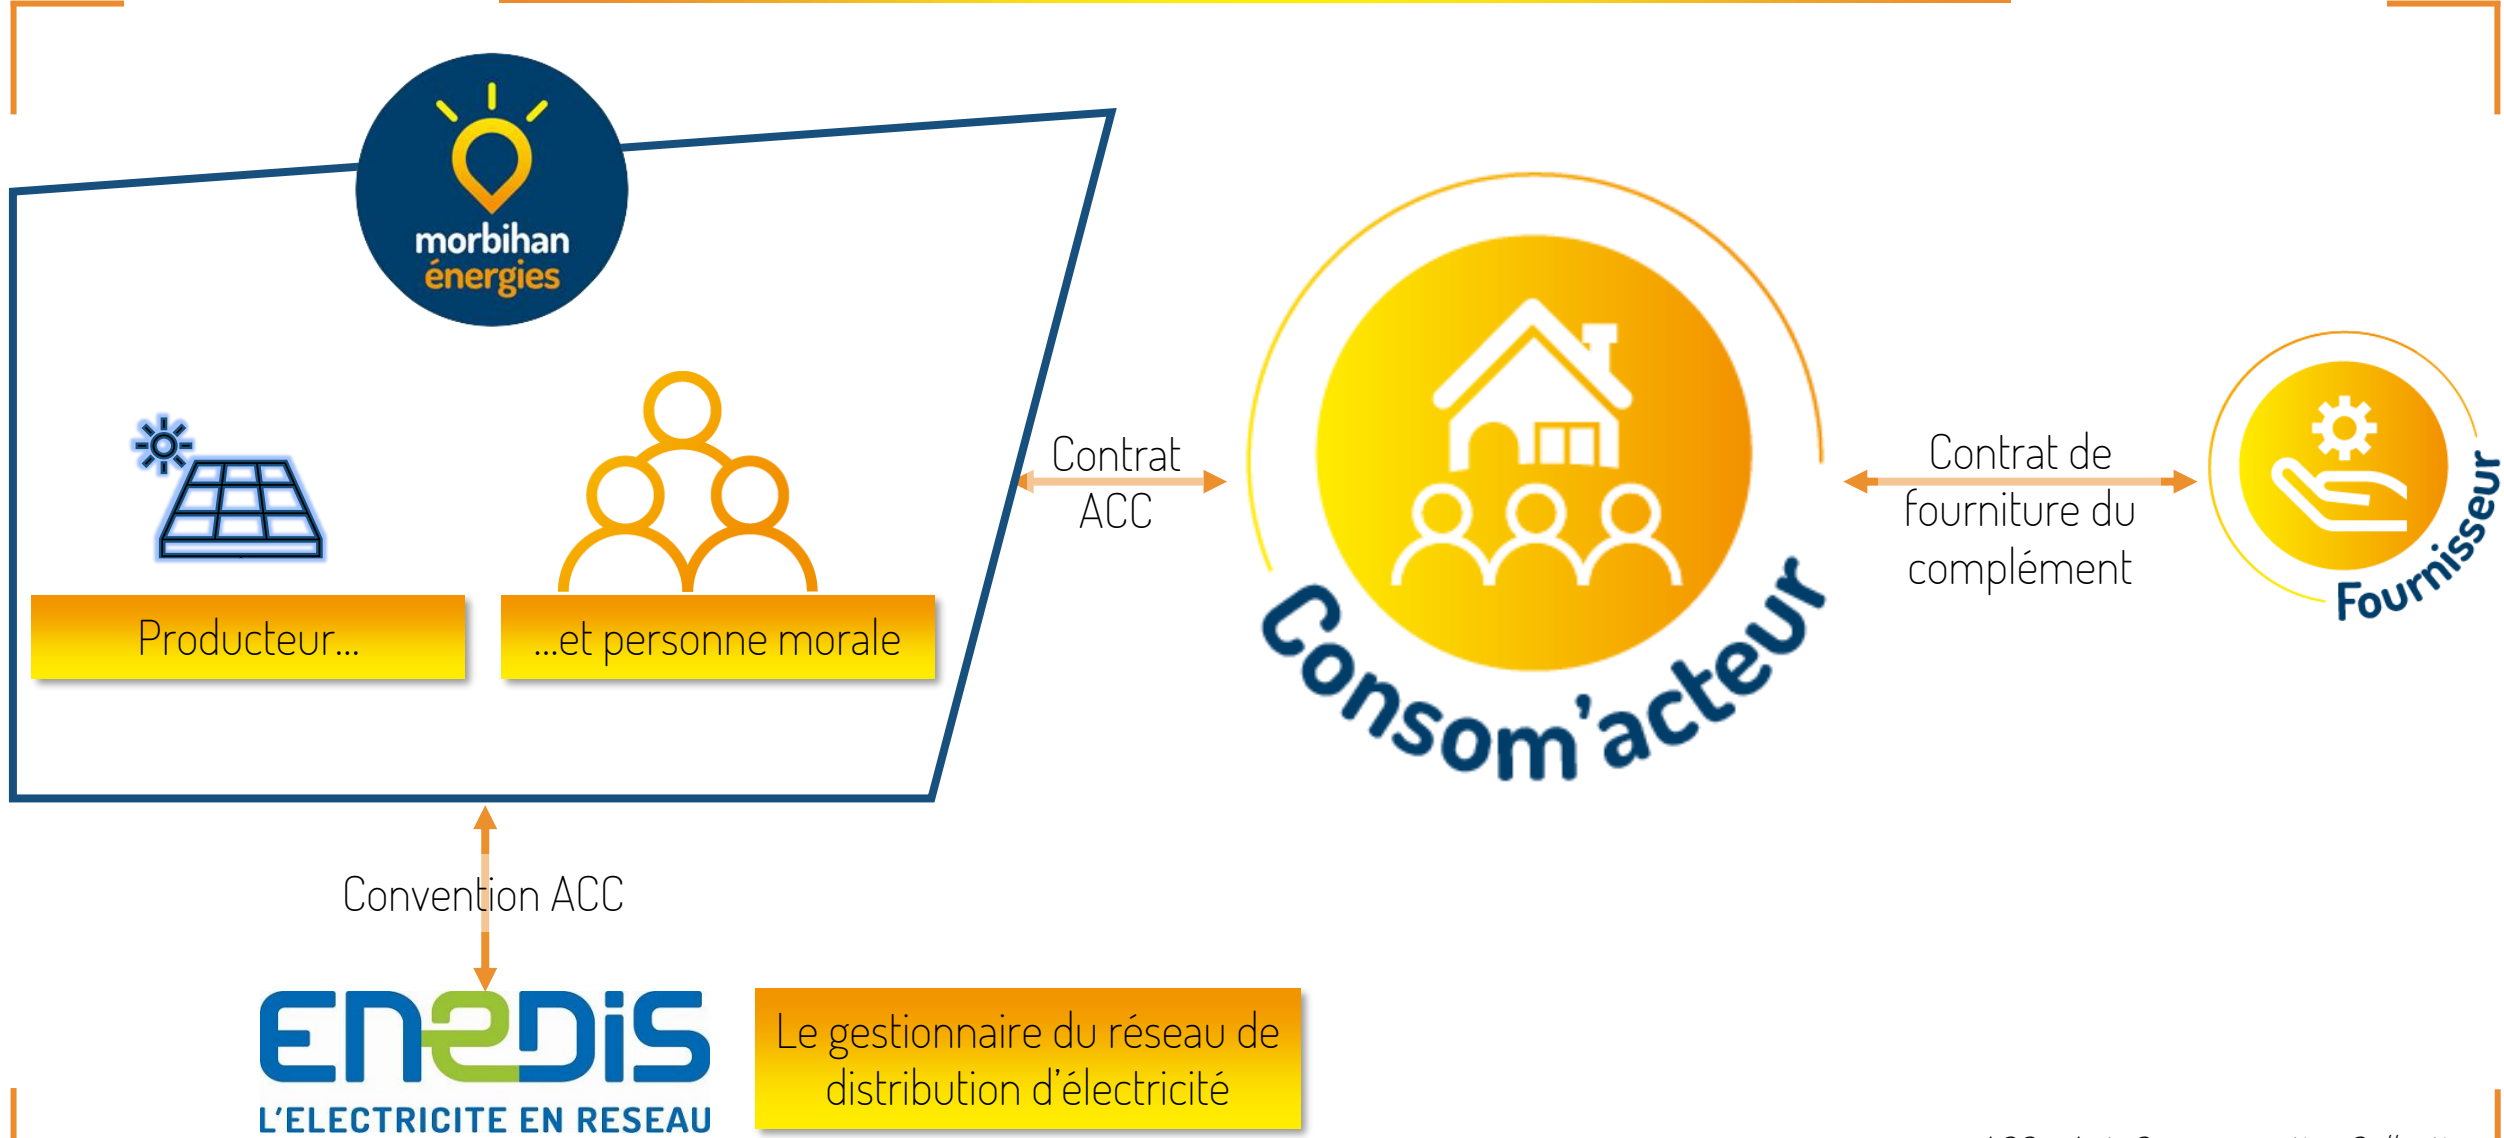 morbihan
énergies
Producteur...
...et personne morale
Contrat
ACC
Consom'acteur
Contrat de
fourniture du
complément
Fournisseur
Convention ACC
ENEDIS
L'ELECTRICITE EN RESEAU
Le gestionnaire du réseau de
distribution d'électricité